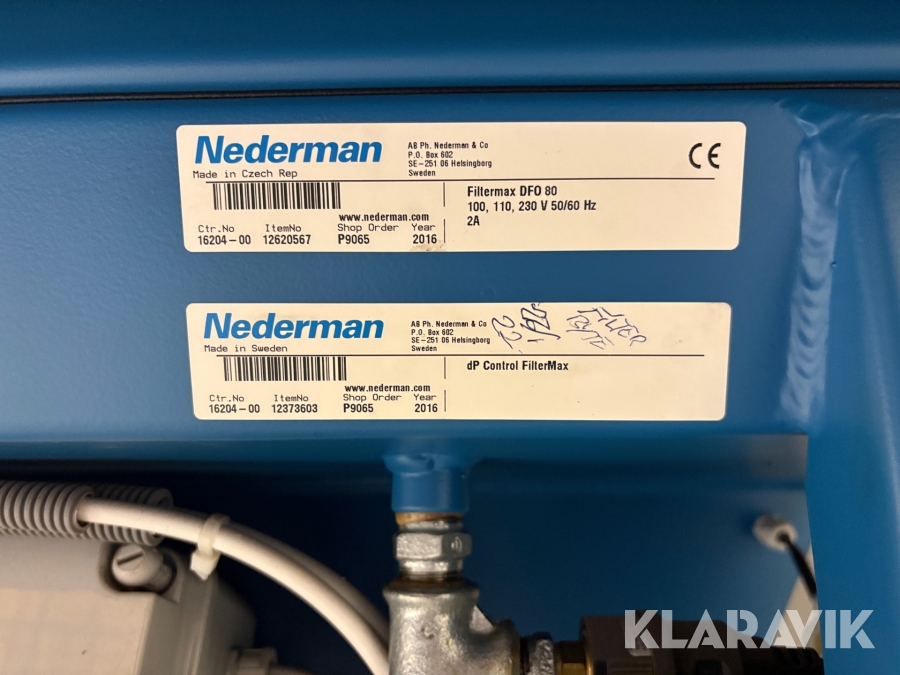 Nederman
AB Ph. Nederman & Co
P.O. Box 602
SE-251 06 Helsingborg
Sweden
CE
Made in Czech Rep
www.nederman.com
Ctr.No ItemNo Shop Order Year
16204-00 12620567 P9065 2016
Filtermax DFO 80
100, 110, 230 V 50/60 Hz
2A
Nederman
AB Ph. Nederman & Co
P.O. Box 602
SE-251 06 Helsingborg
Sweden
FILTER
BYTE
Made in Sweden
www.nederman.com
Ctr.No ItemNo Shop Order Year
16204-00 12373603 P9065 2016
dP Control FilterMax
KLARAVIK